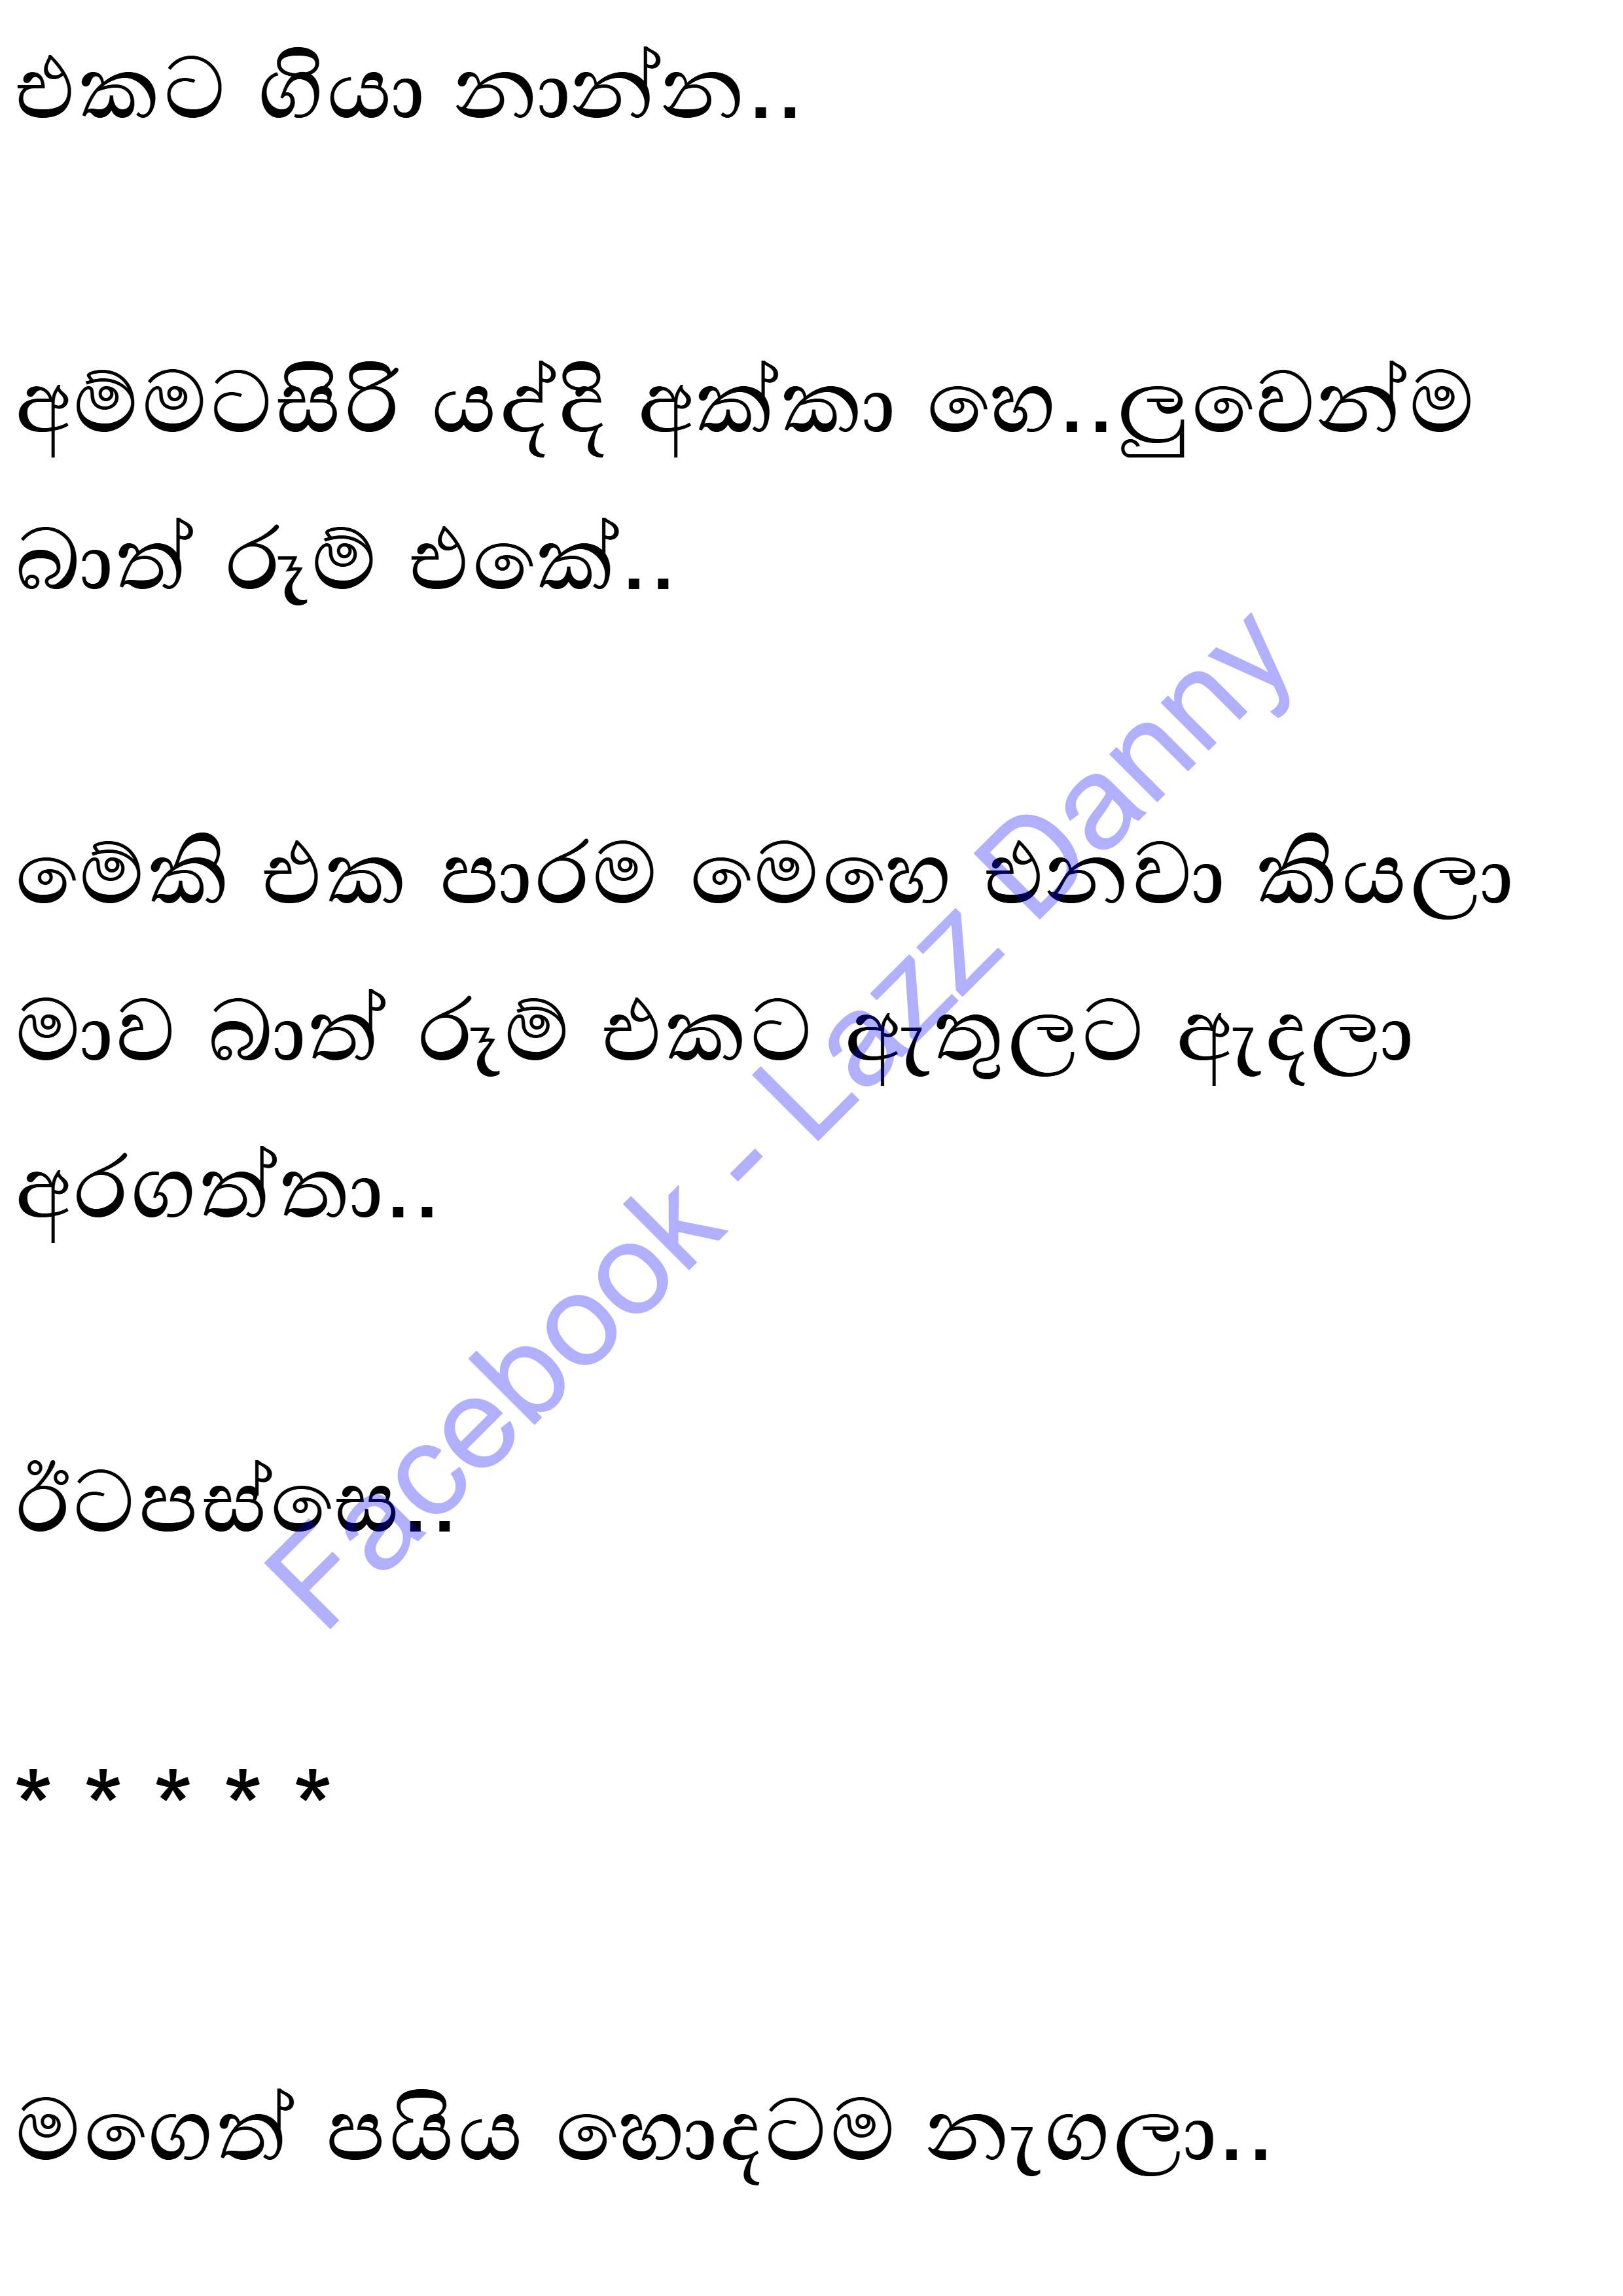 එකට ගියා නාන්න..
අම්මටසිරි යද්දි අක්කා හෙ..ලුවෙන්ම
බාත් රූම් එකේ..
මේකි එක පාරම මෙහෙ එනවා කියලා
මාව බාත් රූම් එකට ඇතුලට ඇදලා
අරගත්තා..
ඊටපස්සෙ..
* * * * *
මගෙත් පයිය හොදටම නැගලා..
Facebook - Lazz Danny